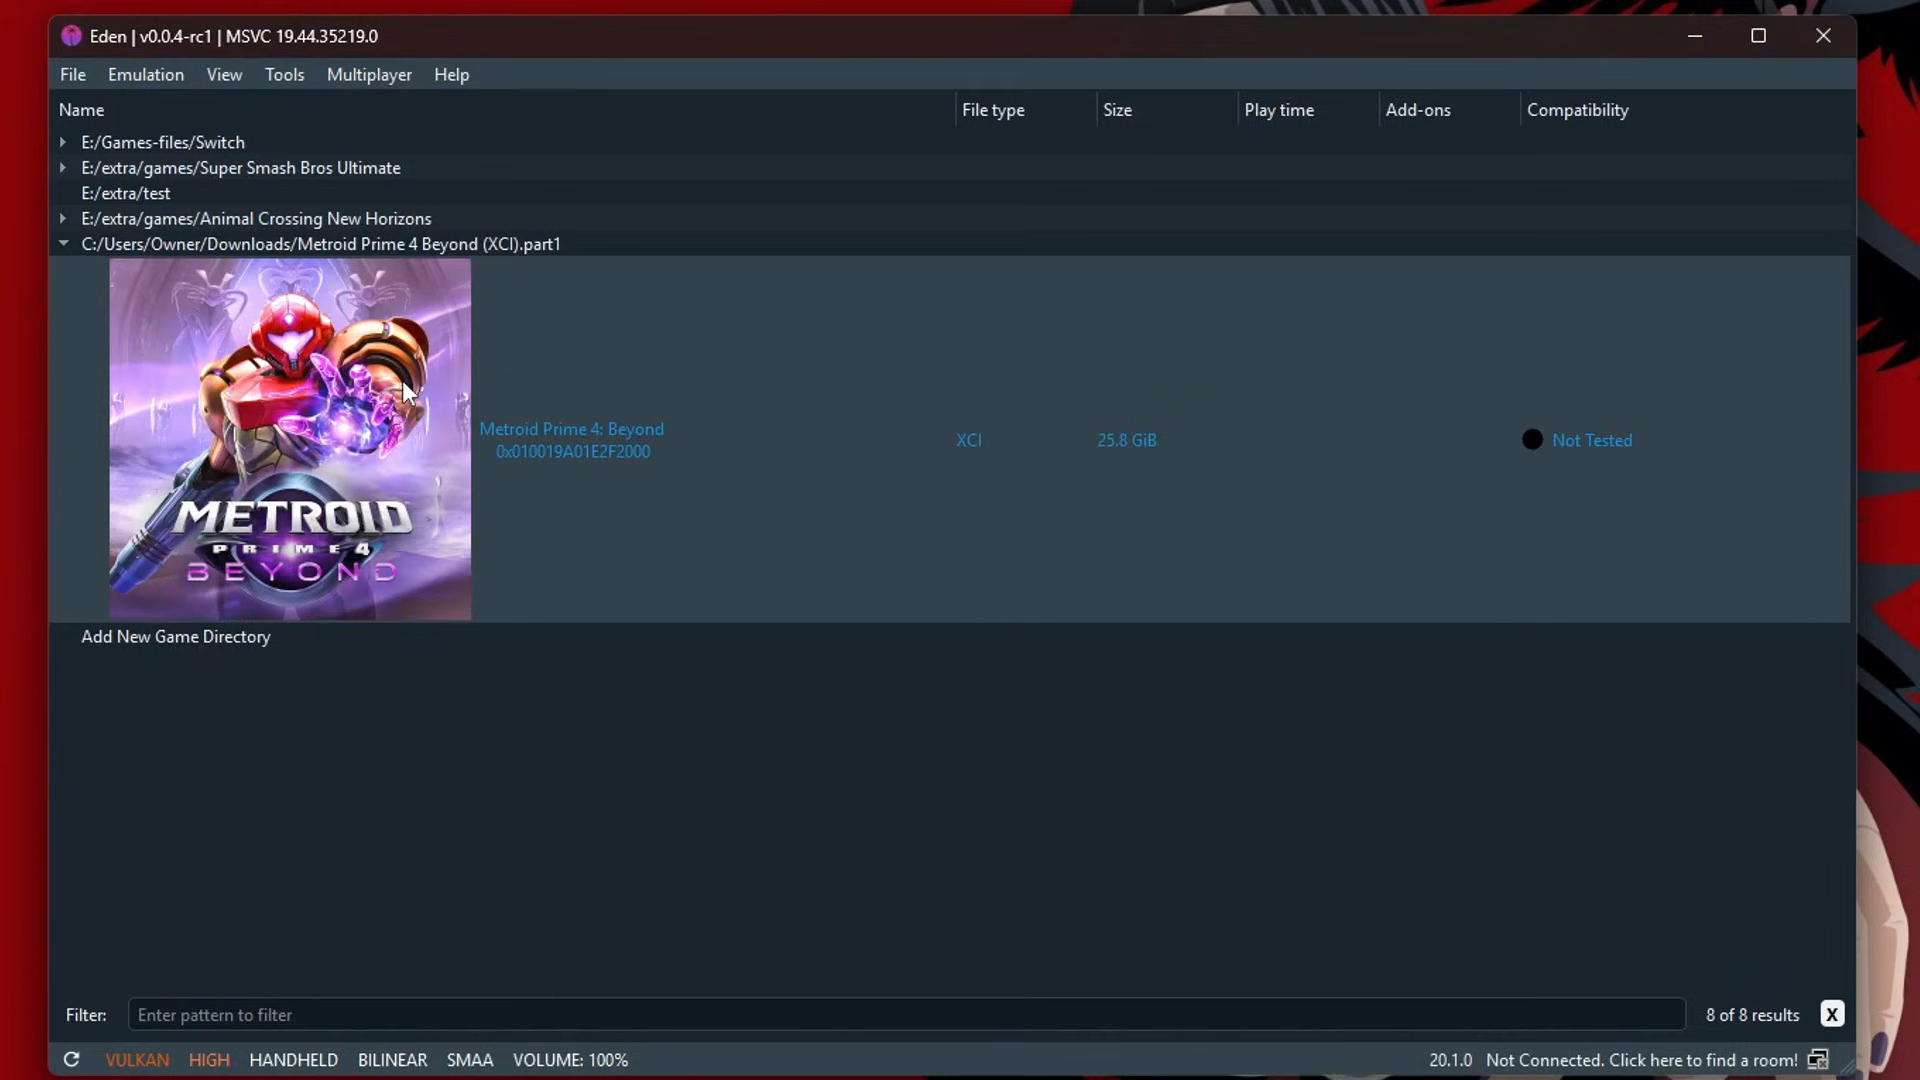 Eden | v0.0.4-rc1 | MSVC 19.44.35219.0
File Emulation View Tools Multiplayer Help
Name File type Size Play time Add-ons Compatibility
E:/Games-files/Switch
E:/extra/games/Super Smash Bros Ultimate
E:/extra/test
E:/extra/games/Animal Crossing New Horizons
C:/Users/Owner/Downloads/Metroid Prime 4 Beyond (XCI).part1
METROID
PRIME 4
BEYOND
Metroid Prime 4: Beyond
0x010019A01E2F2000
XCI 25.8 GiB Not Tested
Add New Game Directory
Filter: Enter pattern to filter 8 of 8 results X
VULKAN HIGH HANDHELD BILINEAR SMAA VOLUME: 100% 20.1.0 Not Connected. Click here to find a room!